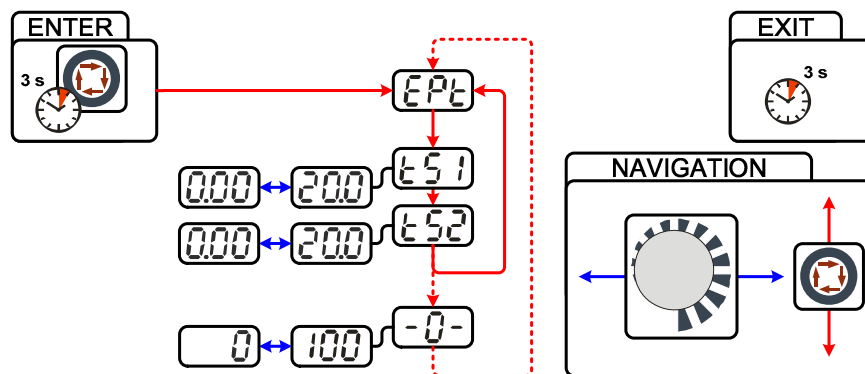 ENTER
EXIT
3 s
3 s
EPt
tS1
0.00 20.0
NAVIGATION
tS2
0.00 20.0
-0-
0 100